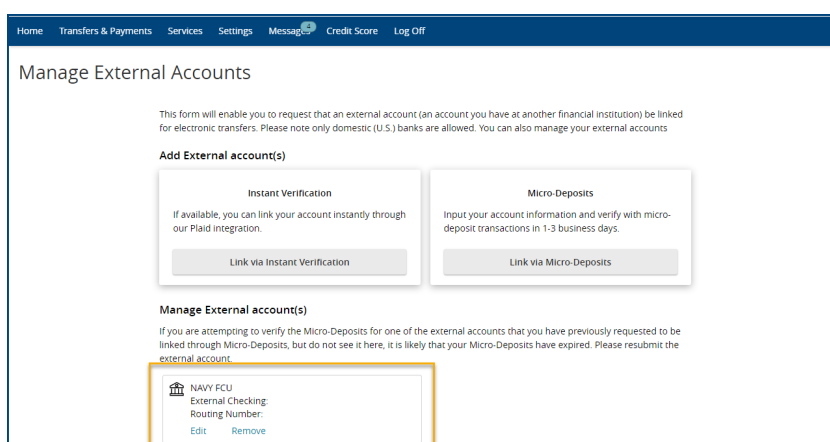 Home Transfers & Payments Services Settings Messages 4 Credit Score Log Off
Manage External Accounts
This form will enable you to request that an external account (an account you have at another financial institution) be linked
for electronic transfers. Please note only domestic (U.S.) banks are allowed. You can also manage your external accounts
Add External account(s)
Instant Verification
If available, you can link your account instantly through
our Plaid integration.
Link via Instant Verification
Micro-Deposits
Input your account information and verify with micro-
deposit transactions in 1-3 business days.
Link via Micro-Deposits
Manage External account(s)
If you are attempting to verify the Micro-Deposits for one of the external accounts that you have previously requested to be
linked through Micro-Deposits, but do not see it here, it is likely that your Micro-Deposits have expired. Please resubmit the
external account.
NAVY FCU
External Checking:
Routing Number:
Edit Remove